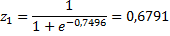 z₁ = 1 / (1 + e^(-0,7496)) = 0,6791